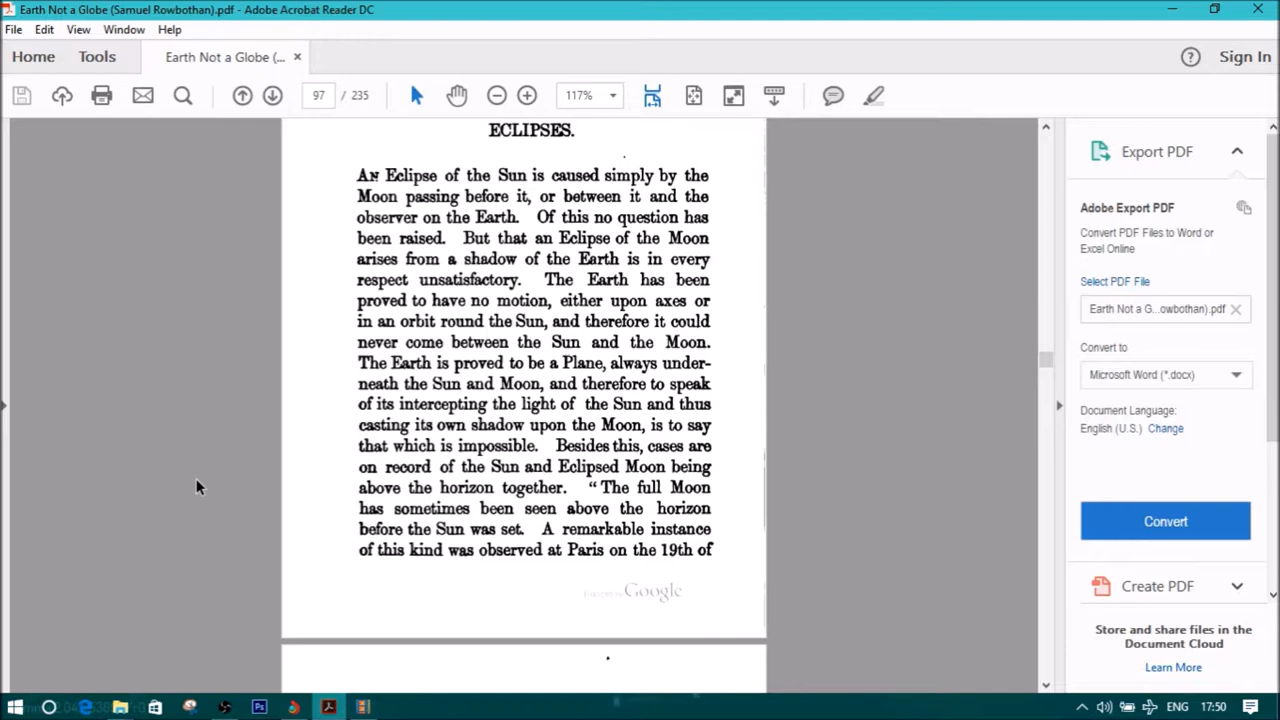 Earth Not a Globe (Samuel Rowbothan).pdf - Adobe Acrobat Reader DC
File Edit View Window Help
Home Tools Earth Not a Globe (... Sign In
97 / 235 117%
ECLIPSES.
AN Eclipse of the Sun is caused simply by the
Moon passing before it, or between it and the
observer on the Earth. Of this no question has
been raised. But that an Eclipse of the Moon
arises from a shadow of the Earth is in every
respect unsatisfactory. The Earth has been
proved to have no motion, either upon axes or
in an orbit round the Sun, and therefore it could
never come between the Sun and the Moon.
The Earth is proved to be a Plane, always under-
neath the Sun and Moon, and therefore to speak
of its intercepting the light of the Sun and thus
casting its own shadow upon the Moon, is to say
that which is impossible. Besides this, cases are
on record of the Sun and Eclipsed Moon being
above the horizon together. “The full Moon
has sometimes been seen above the horizon
before the Sun was set. A remarkable instance
of this kind was observed at Paris on the 19th of
Google
Export PDF
Adobe Export PDF
Convert PDF Files to Word or
Excel Online
Select PDF File
Earth Not a G...owbothan).pdf
Convert to
Microsoft Word (*.docx)
Document Language:
English (U.S.) Change
Convert
Create PDF
Store and share files in the
Document Cloud
Learn More
Ps
ENG 17:50